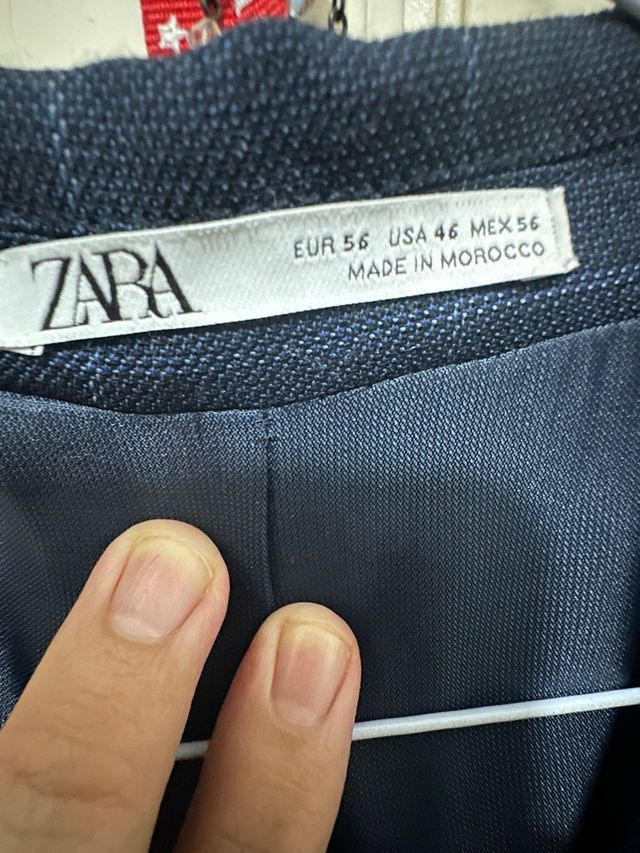 ZARA
EUR 56 USA 46 MEX 56
MADE IN MOROCCO